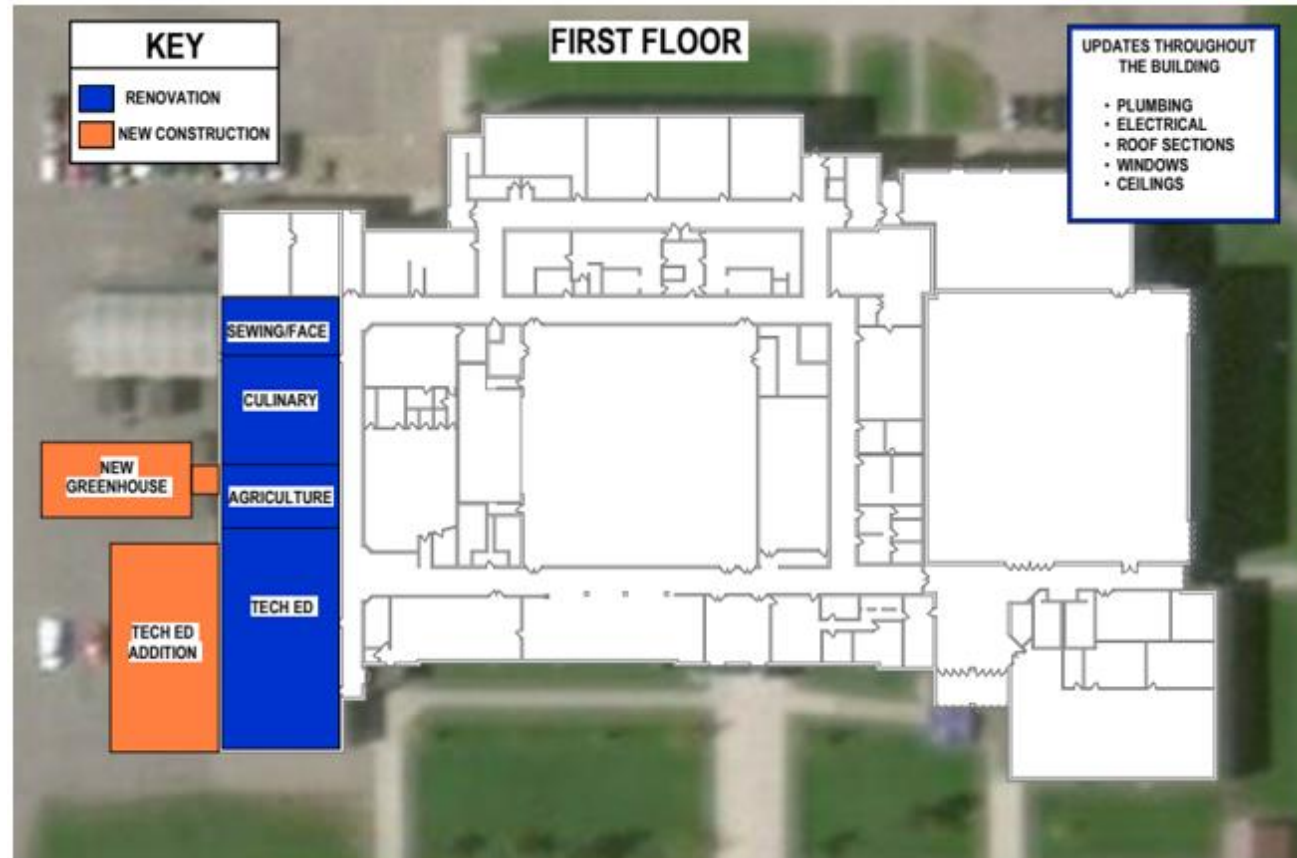 FIRST FLOOR
KEY
RENOVATION
NEW CONSTRUCTION
UPDATES THROUGHOUT
THE BUILDING
• PLUMBING
• ELECTRICAL
• ROOF SECTIONS
• WINDOWS
• CEILINGS
SEWING/FACE
CULINARY
NEW
GREENHOUSE
AGRICULTURE
TECH ED
TECH ED
ADDITION